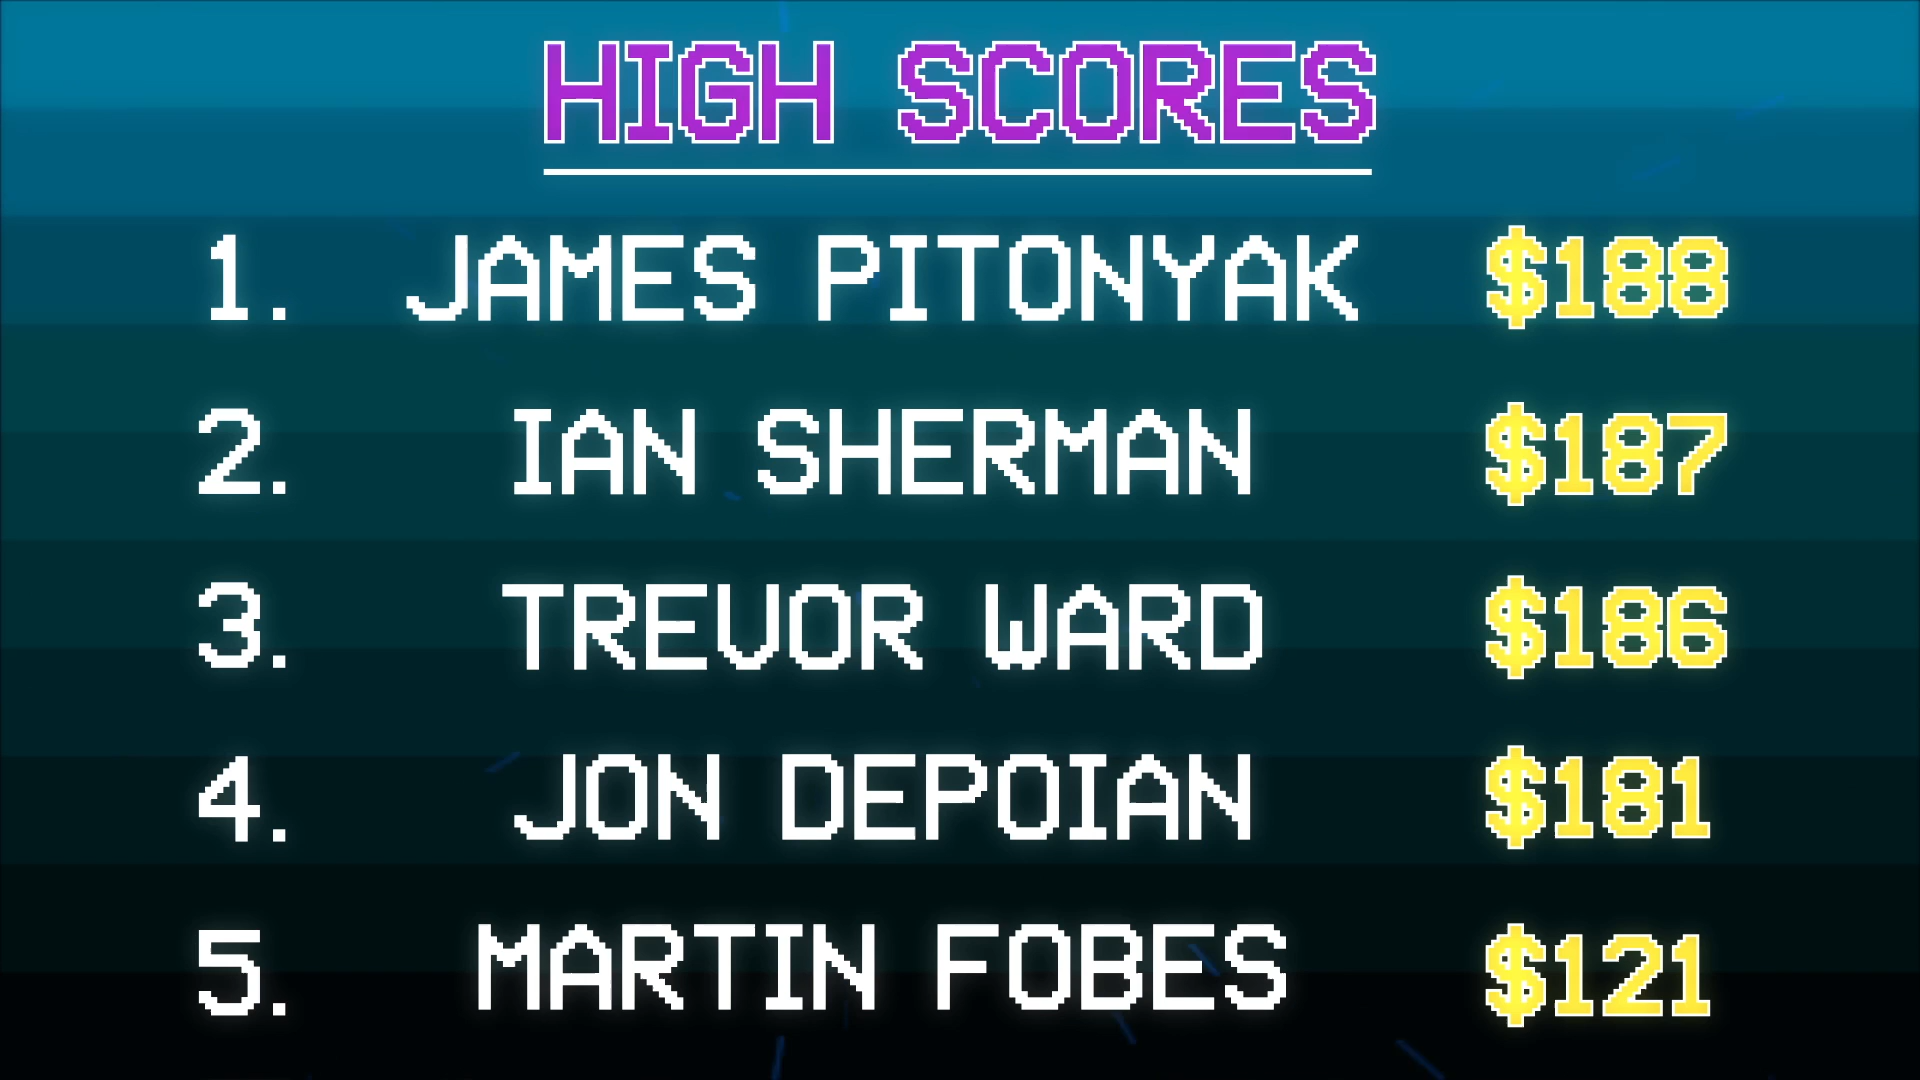 HIGH SCORES
1. JAMES PITONYAK $188
2. IAN SHERMAN $187
3. TREVOR WARD $186
4. JON DEPOIAN $181
5. MARTIN FOBES $121